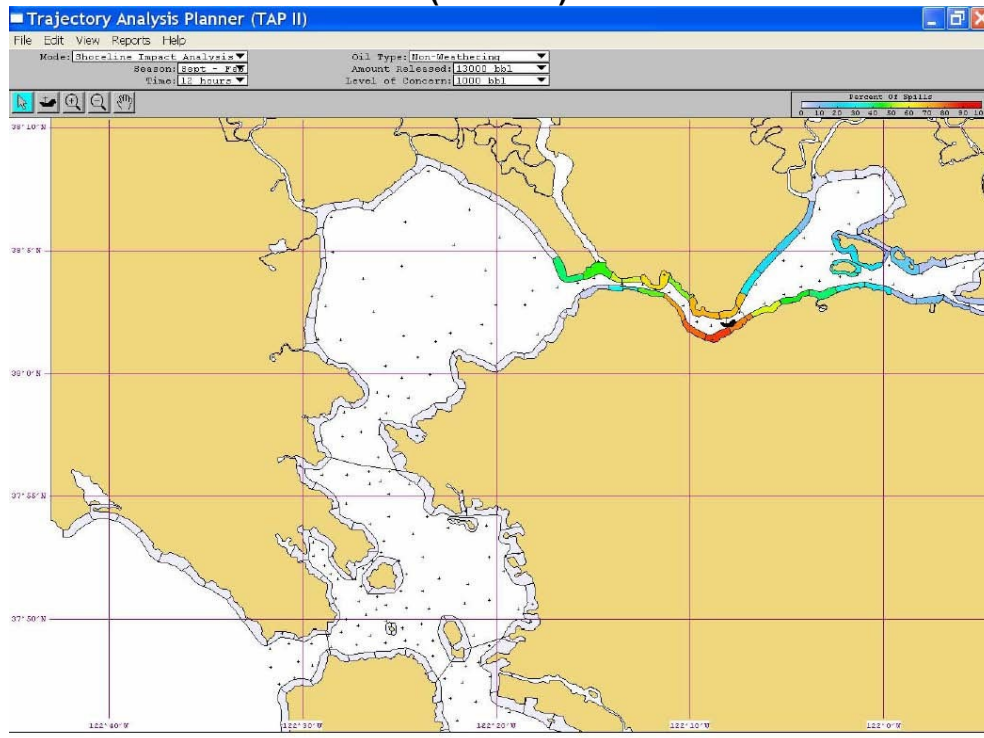 Trajectory Analysis Planner (TAP II)
File Edit View Reports Help
Mode: Shoreline Impact Analysis Oil Type: Non-Weathering
Season: Sept - Feb Amount Released: 13000 bbl
Time: 12 hours Level of Concern: 1000 bbl
Percent Of Spills
0 10 20 30 40 50 60 70 80 90 10
38°10'N
38°5'N
38°0'N
37°55'N
37°50'N
122°40'W 122°30'W 122°20'W 122°10'W 122°0'W